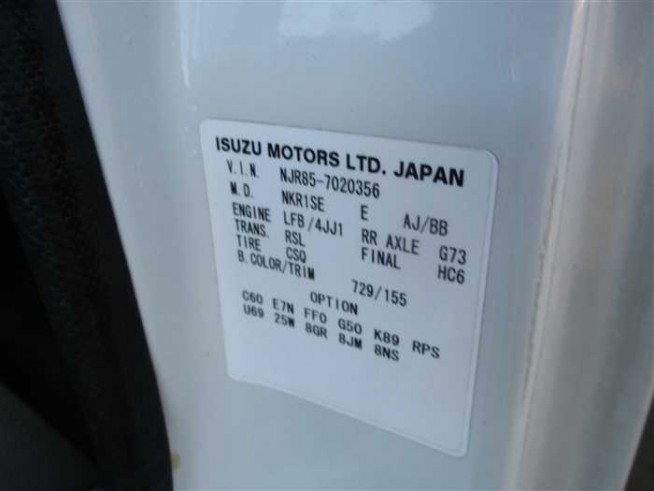 ISUZU MOTORS LTD. JAPAN
V.I.N. NJR85-7020356
M.D. NKR1SE E AJ/BB
ENGINE LFB/4JJ1 RR AXLE G73
TRANS. RSL FINAL HC6
TIRE CSQ
B.COLOR/TRIM 729/155
OPTION
C60 E7N FF0 G50 K89 RPS
U69 25W 8GR 8JM 8NS